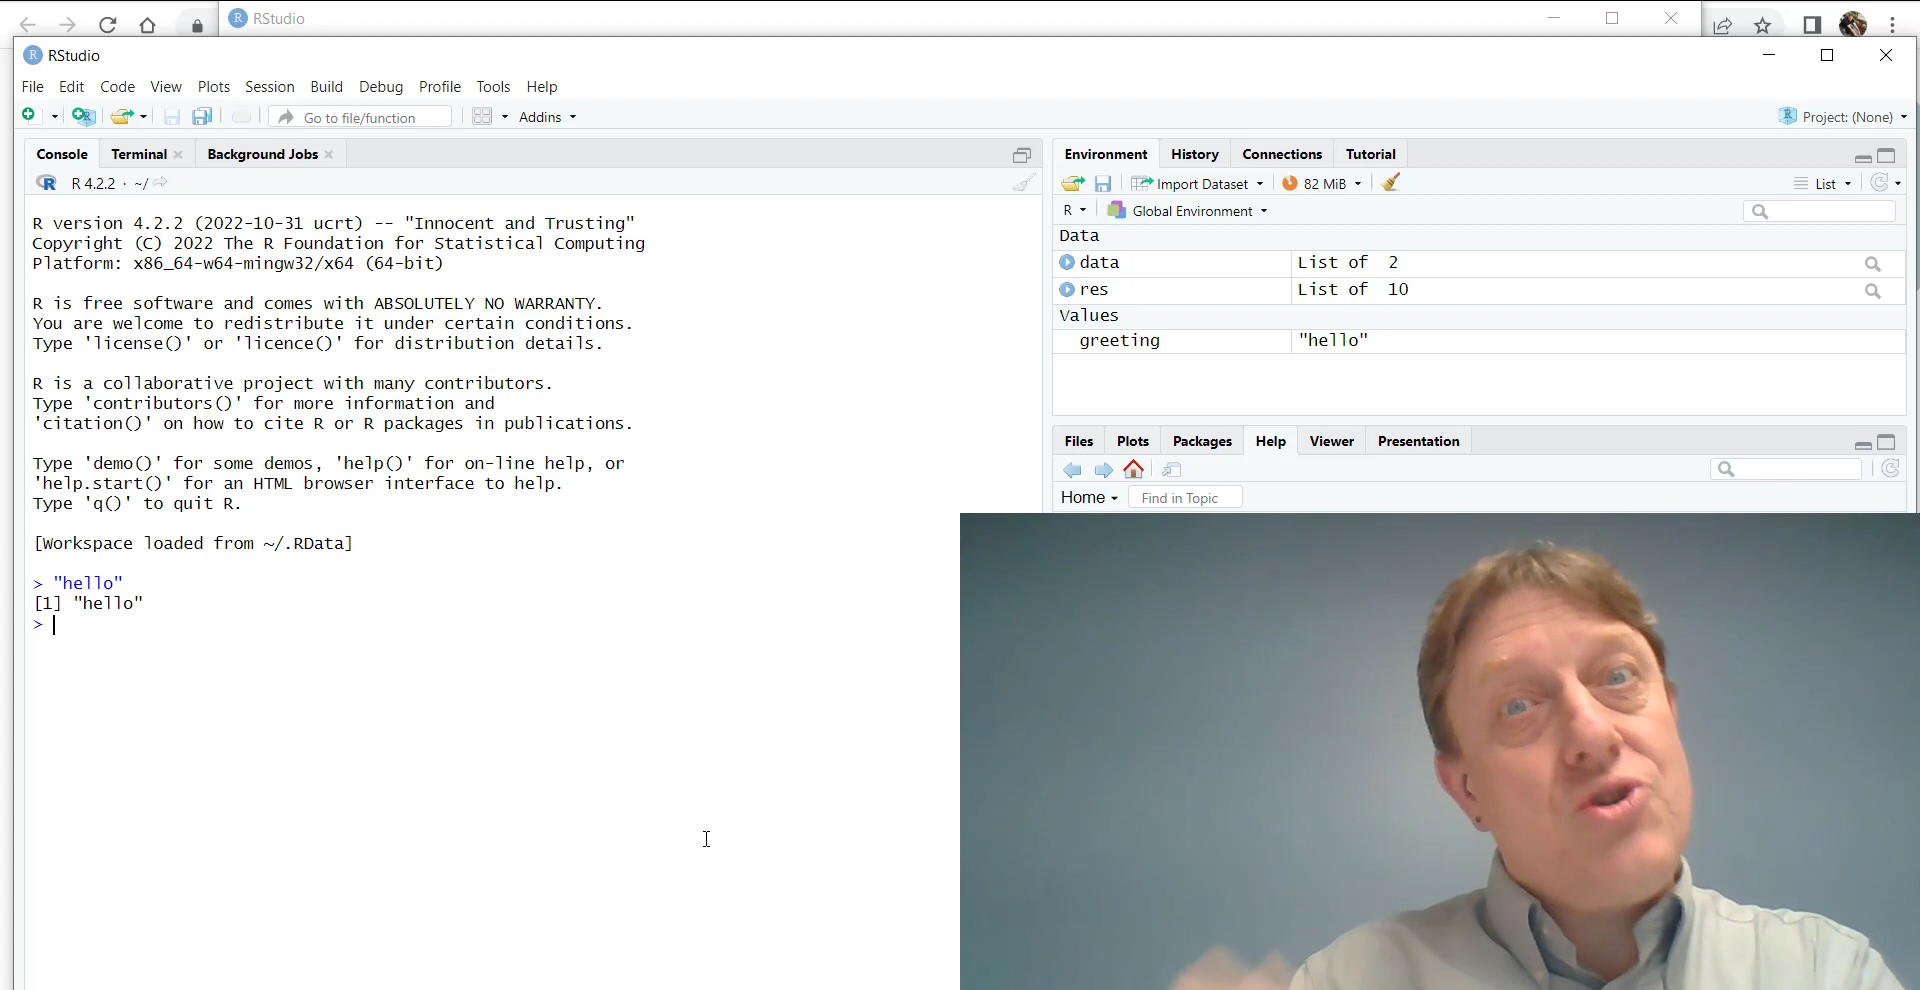 RStudio
RStudio
File Edit Code View Plots Session Build Debug Profile Tools Help
Go to file/function Addins Project: (None)
Console Terminal Background Jobs
R 4.2.2 · ~/
R version 4.2.2 (2022-10-31 ucrt) -- "Innocent and Trusting"
Copyright (C) 2022 The R Foundation for Statistical Computing
Platform: x86_64-w64-mingw32/x64 (64-bit)
R is free software and comes with ABSOLUTELY NO WARRANTY.
You are welcome to redistribute it under certain conditions.
Type 'license()' or 'licence()' for distribution details.
R is a collaborative project with many contributors.
Type 'contributors()' for more information and
'citation()' on how to cite R or R packages in publications.
Type 'demo()' for some demos, 'help()' for on-line help, or
'help.start()' for an HTML browser interface to help.
Type 'q()' to quit R.
[Workspace loaded from ~/.RData]
> "hello"
[1] "hello"
>
Environment History Connections Tutorial
Import Dataset 82 MiB List
R Global Environment
Data
data List of 2
res List of 10
Values
greeting "hello"
Files Plots Packages Help Viewer Presentation
Home Find in Topic